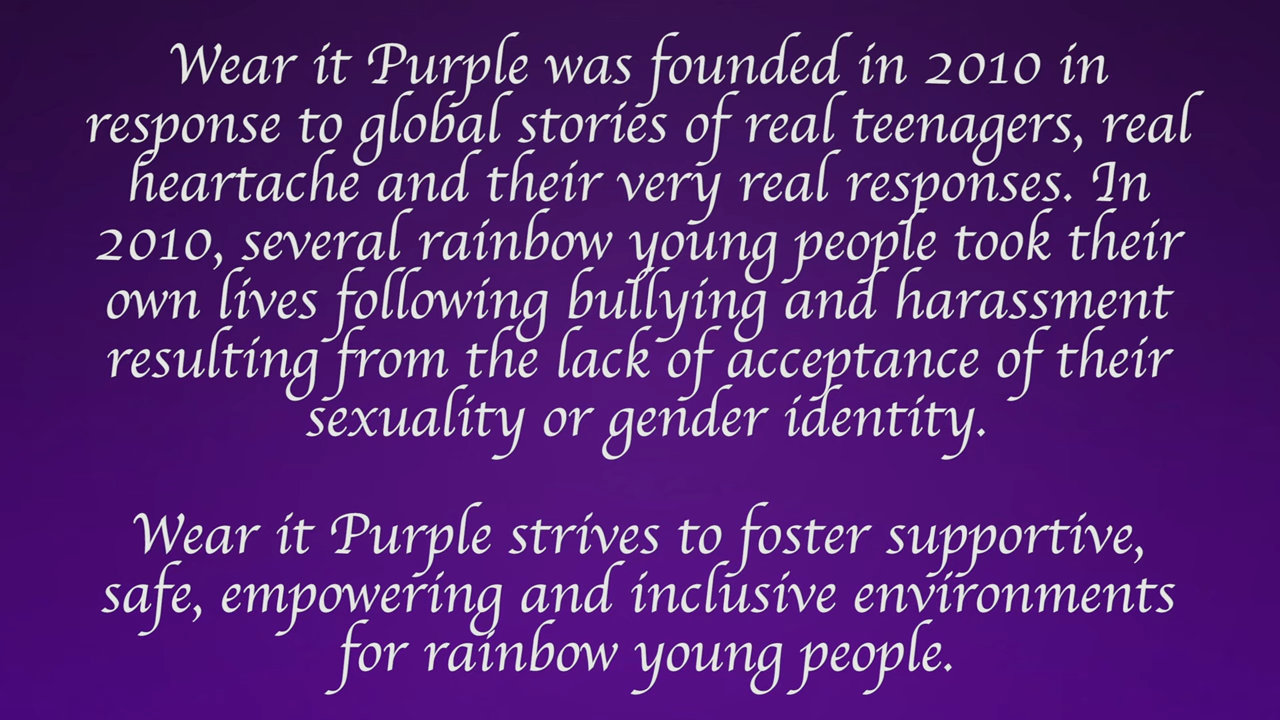 Wear it Purple was founded in 2010 in
response to global stories of real teenagers, real
heartache and their very real responses. In
2010, several rainbow young people took their
own lives following bullying and harassment
resulting from the lack of acceptance of their
sexuality or gender identity.
Wear it Purple strives to foster supportive,
safe, empowering and inclusive environments
for rainbow young people.